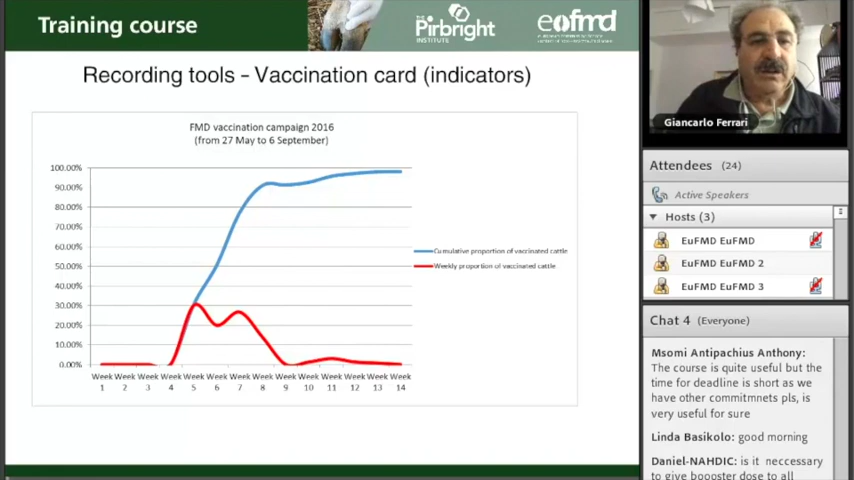 Training course
THE
Pirbright
INSTITUTE
eofmd
Recording tools - Vaccination card (indicators)
FMD vaccination campaign 2016
(from 27 May to 6 September)
100.00%
90.00%
80.00%
70.00%
60.00%
50.00%
40.00%
30.00%
20.00%
10.00%
0.00%
Week Week Week Week Week Week Week Week Week Week Week Week Week Week
1 2 3 4 5 6 7 8 9 10 11 12 13 14
Cumulative proportion of vaccinated cattle
Weekly proportion of vaccinated cattle
Giancarlo Ferrari
Attendees (24)
Active Speakers
Hosts (3)
EuFMD EuFMD
EuFMD EuFMD 2
EuFMD EuFMD 3
Chat 4 (Everyone)
Msomi Antipachius Anthony:
The course is quite useful but the
time for deadline is short as we
have other commitmnets pls, is
very useful for sure
Linda Basikolo: good morning
Daniel-NAHDIC: is it neccessary
to give boooster dose to all